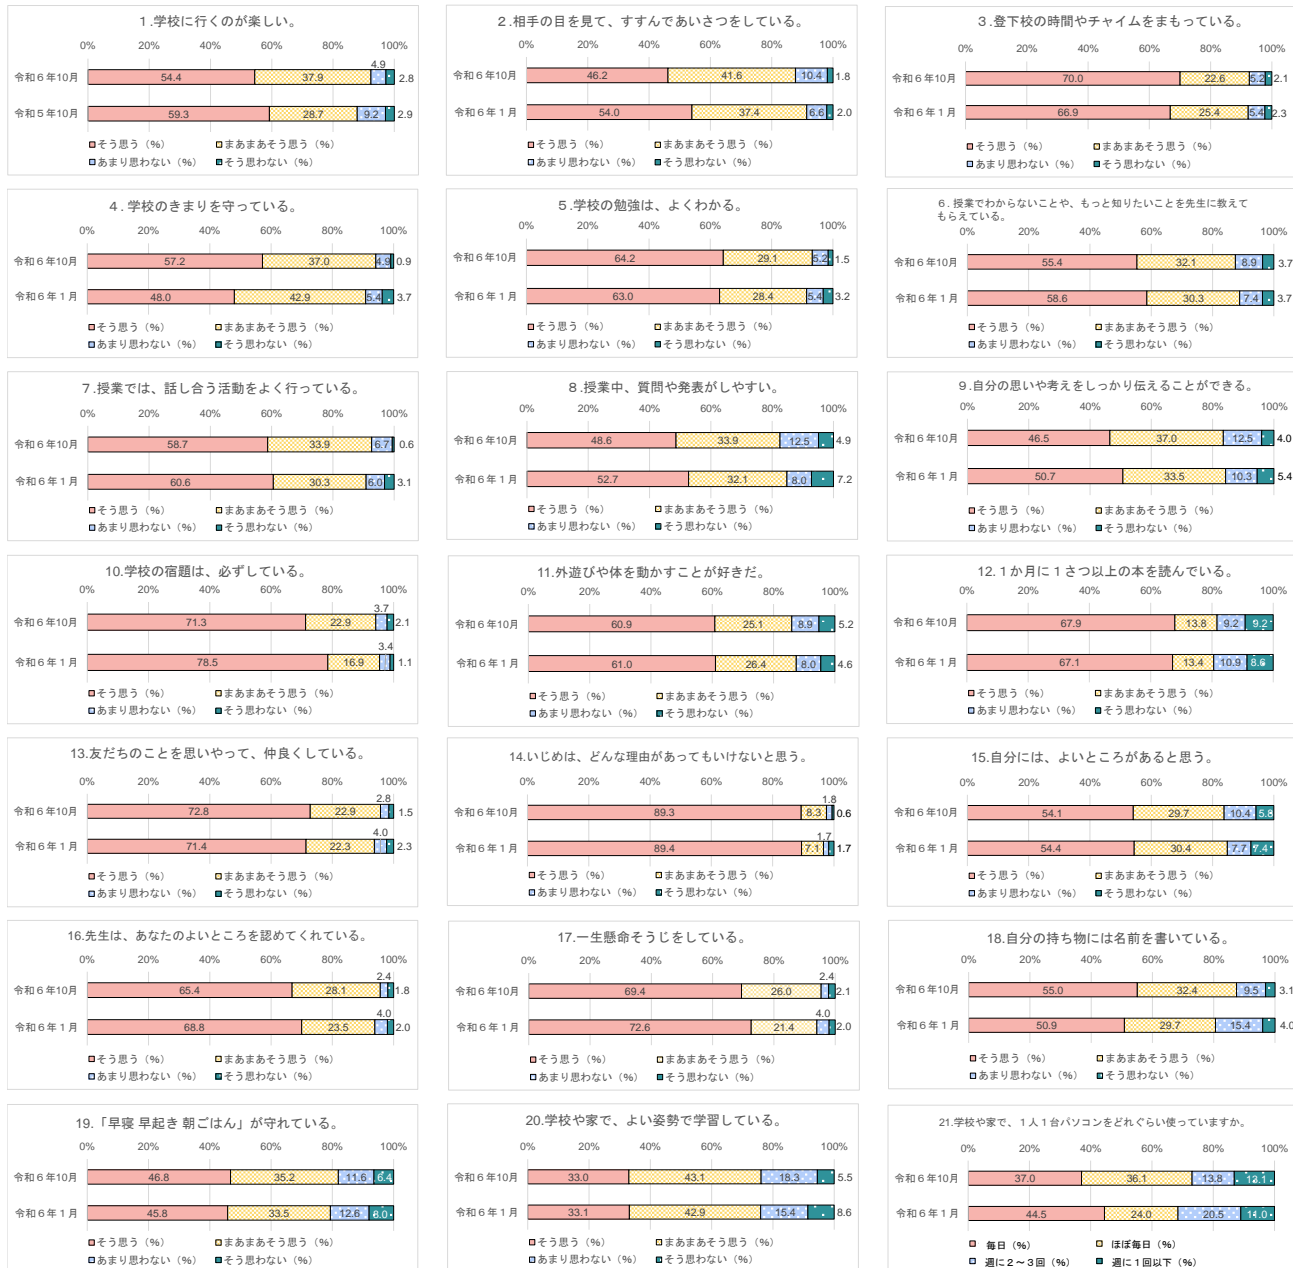 1.学校に行くのが楽しい。
0% 20% 40% 60% 80% 100%
4.9
令和６年10月 54.4 37.9 2.8
令和５年10月 59.3 28.7 9.2 2.9
そう思う（%） まあまあそう思う（%）
あまり思わない（%） そう思わない（%）
2.相手の目を見て、すすんであいさつをしている。
0% 20% 40% 60% 80% 100%
令和６年10月 46.2 41.6 10.4 1.8
令和６年１月 54.0 37.4 6.6 2.0
そう思う（%） まあまあそう思う（%）
あまり思わない（%） そう思わない（%）
3.登下校の時間やチャイムをまもっている。
0% 20% 40% 60% 80% 100%
令和６年10月 70.0 22.6 5.2 2.1
令和６年１月 66.9 25.4 5.4 2.3
そう思う（%） まあまあそう思う（%）
あまり思わない（%） そう思わない（%）
4.学校のきまりを守っている。
0% 20% 40% 60% 80% 100%
令和６年10月 57.2 37.0 4.9 0.9
令和６年１月 48.0 42.9 5.4 3.7
そう思う（%） まあまあそう思う（%）
あまり思わない（%） そう思わない（%）
5.学校の勉強は、よくわかる。
0% 20% 40% 60% 80% 100%
令和６年10月 64.2 29.1 5.2 1.5
令和６年１月 63.0 28.4 5.4 3.2
そう思う（%） まあまあそう思う（%）
あまり思わない（%） そう思わない（%）
6.授業でわからないことや、もっと知りたいことを先生に教えて
もらえている。
0% 20% 40% 60% 80% 100%
令和６年10月 55.4 32.1 8.9 3.7
令和６年１月 58.6 30.3 7.4 3.7
そう思う（%） まあまあそう思う（%）
あまり思わない（%） そう思わない（%）
7.授業では、話し合う活動をよく行っている。
0% 20% 40% 60% 80% 100%
令和６年10月 58.7 33.9 6.7 0.6
令和６年１月 60.6 30.3 6.0 3.1
そう思う（%） まあまあそう思う（%）
あまり思わない（%） そう思わない（%）
8.授業中、質問や発表がしやすい。
0% 20% 40% 60% 80% 100%
令和６年10月 48.6 33.9 12.5 4.9
令和６年１月 52.7 32.1 8.0 7.2
そう思う（%） まあまあそう思う（%）
あまり思わない（%） そう思わない（%）
9.自分の思いや考えをしっかり伝えることができる。
0% 20% 40% 60% 80% 100%
令和６年10月 46.5 37.0 12.5 4.0
令和６年１月 50.7 33.5 10.3 5.4
そう思う（%） まあまあそう思う（%）
あまり思わない（%） そう思わない（%）
10.学校の宿題は、必ずしている。
0% 20% 40% 60% 80% 100%
3.7
令和６年10月 71.3 22.9 2.1
3.4
令和６年１月 78.5 16.9 1.1
そう思う（%） まあまあそう思う（%）
あまり思わない（%） そう思わない（%）
11.外遊びや体を動かすことが好きだ。
0% 20% 40% 60% 80% 100%
令和６年10月 60.9 25.1 8.9 5.2
令和６年１月 61.0 26.4 8.0 4.6
そう思う（%） まあまあそう思う（%）
あまり思わない（%） そう思わない（%）
12.１か月に１さつ以上の本を読んでいる。
0% 20% 40% 60% 80% 100%
令和６年10月 67.9 13.8 9.2 9.2
令和６年１月 67.1 13.4 10.9 8.6
そう思う（%） まあまあそう思う（%）
あまり思わない（%） そう思わない（%）
13.友だちのことを思いやって、仲良くしている。
0% 20% 40% 60% 80% 100%
2.8
令和６年10月 72.8 22.9 1.5
4.0
令和６年１月 71.4 22.3 2.3
そう思う（%） まあまあそう思う（%）
あまり思わない（%） そう思わない（%）
14.いじめは、どんな理由があってもいけないと思う。
0% 20% 40% 60% 80% 100%
1.8
令和６年10月 89.3 8.3 0.6
1.7
令和６年１月 89.4 7.1 1.7
そう思う（%） まあまあそう思う（%）
あまり思わない（%） そう思わない（%）
15.自分には、よいところがあると思う。
0% 20% 40% 60% 80% 100%
令和６年10月 54.1 29.7 10.4 5.8
令和６年１月 54.4 30.4 7.7 7.4
そう思う（%） まあまあそう思う（%）
あまり思わない（%） そう思わない（%）
16.先生は、あなたのよいところを認めてくれている。
0% 20% 40% 60% 80% 100%
2.4
令和６年10月 65.4 28.1 1.8
4.0
令和６年１月 68.8 23.5 2.0
そう思う（%） まあまあそう思う（%）
あまり思わない（%） そう思わない（%）
17.一生懸命そうじをしている。
0% 20% 40% 60% 80% 100%
2.4
令和６年10月 69.4 26.0 2.1
4.0
令和６年１月 72.6 21.4 2.0
そう思う（%） まあまあそう思う（%）
あまり思わない（%） そう思わない（%）
18.自分の持ち物には名前を書いている。
0% 20% 40% 60% 80% 100%
令和６年10月 55.0 32.4 9.5 3.1
令和６年１月 50.9 29.7 15.4 4.0
そう思う（%） まあまあそう思う（%）
あまり思わない（%） そう思わない（%）
19.「早寝 早起き 朝ごはん」が守れている。
0% 20% 40% 60% 80% 100%
令和６年10月 46.8 35.2 11.6 6.4
令和６年１月 45.8 33.5 12.6 8.0
そう思う（%） まあまあそう思う（%）
あまり思わない（%） そう思わない（%）
20.学校や家で、よい姿勢で学習している。
0% 20% 40% 60% 80% 100%
令和６年10月 33.0 43.1 18.3 5.5
令和６年１月 33.1 42.9 15.4 8.6
そう思う（%） まあまあそう思う（%）
あまり思わない（%） そう思わない（%）
21.学校や家で、１人１台パソコンをどれぐらい使っていますか。
0% 20% 40% 60% 80% 100%
令和６年10月 37.0 36.1 13.8 13.1
令和６年１月 44.5 24.0 20.5 11.0
毎日（%） ほぼ毎日（%）
週に２～３回（%） 週に１回以下（%）